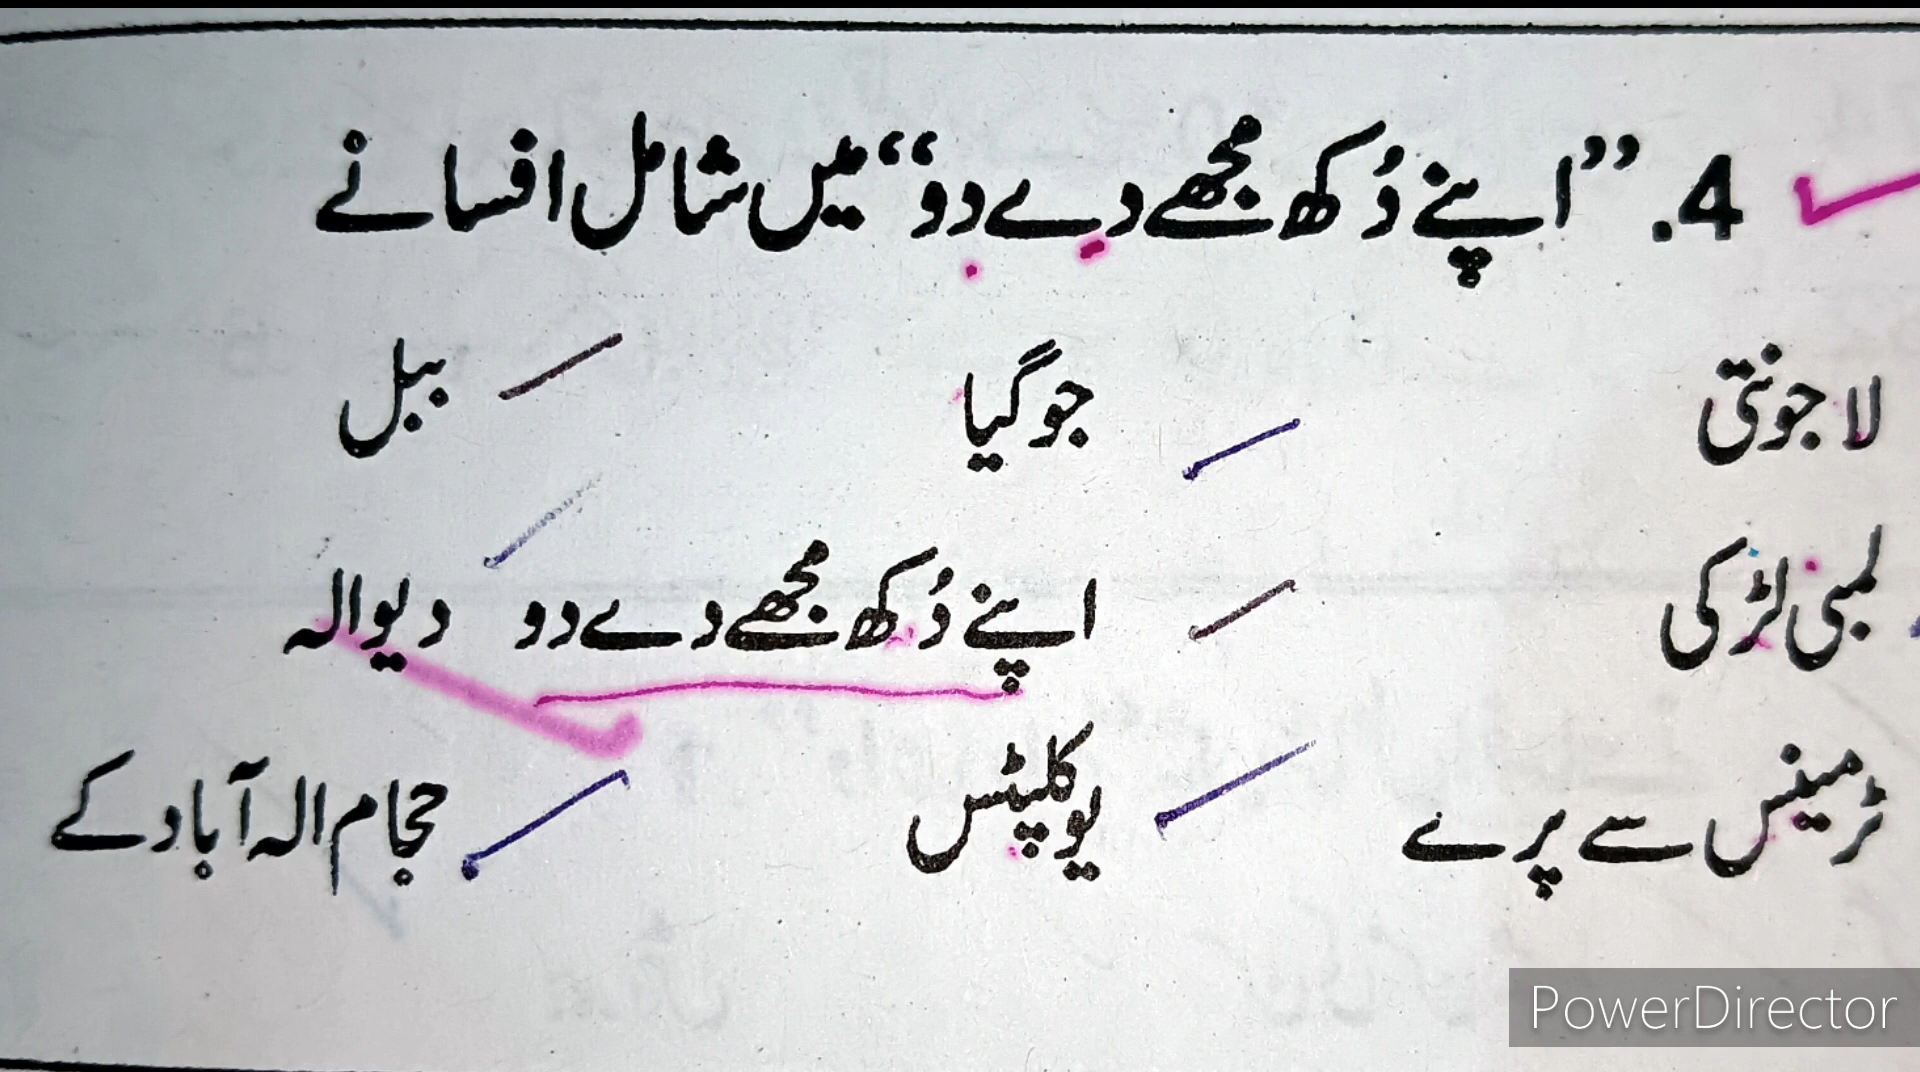 4. ”اپنے دُکھ مجھے دے دو“ میں شامل افسانے
لاجونتی جوگیا ببل
لمبی لڑکی اپنے دُکھ مجھے دے دو دیوالہ
ٹرمینس سے پرے یوکلپٹس حجام الہ آباد کے
PowerDirector